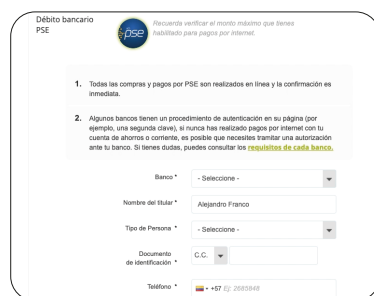 Débito bancario
PSE
pse
Recuerda verificar el monto máximo que tienes
habilitado para pagos por internet.
1. Todas las compras y pagos por PSE son realizados en línea y la confirmación es
inmediata.
2. Algunos bancos tienen un procedimiento de autenticación en su página (por
ejemplo, una segunda clave), si nunca has realizado pagos por internet con tu
cuenta de ahorros o corriente, es posible que necesites tramitar una autorización
ante tu banco. Si tienes dudas, puedes consultar los requisitos de cada banco.
Banco * - Seleccione -
Nombre del titular * Alejandro Franco
Tipo de Persona * - Seleccione -
Documento
de identificación * C.C.
Teléfono * +57 Ej: 2685848